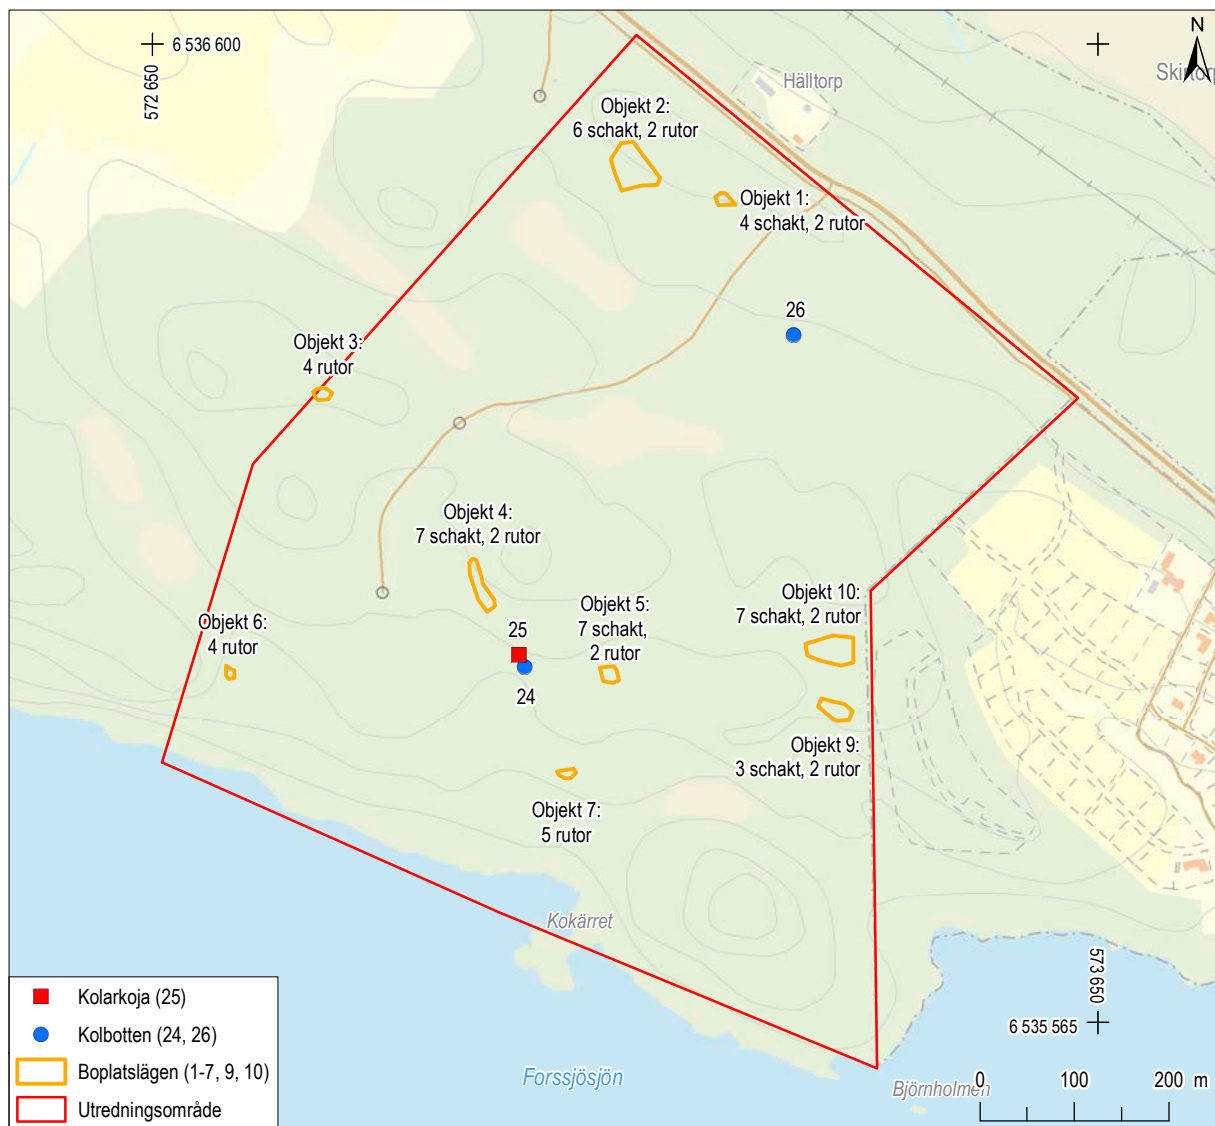 N
6 536 600
572 650
Hälltorp
Objekt 2:
6 schakt, 2 rutor
Objekt 1:
4 schakt, 2 rutor
26
Objekt 3:
4 rutor
Objekt 4:
7 schakt, 2 rutor
Objekt 5:
7 schakt,
2 rutor
Objekt 10:
7 schakt, 2 rutor
25
24
Objekt 6:
4 rutor
Objekt 9:
3 schakt, 2 rutor
Objekt 7:
5 rutor
Kokärret
573 650
6 535 565
Forssjösjön
Björnholmen
Kolarkoja (25)
Kolbotten (24, 26)
Boplatslägen (1-7, 9, 10)
Utredningsområde
0 100 200 m